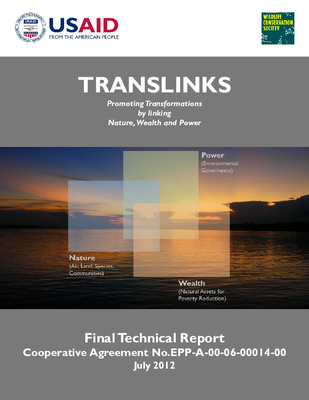 USAID
FROM THE AMERICAN PEOPLE
WILDLIFE
CONSERVATION
SOCIETY
TRANSLINKS
Promoting Transformations
by linking
Nature, Wealth and Power
Power
(Environmental
Governance)
Nature
(Air, Land, Species,
Communities)
Wealth
(Natural Assets for
Poverty Reduction)
Final Technical Report
Cooperative Agreement No.EPP-A-00-06-00014-00
July 2012